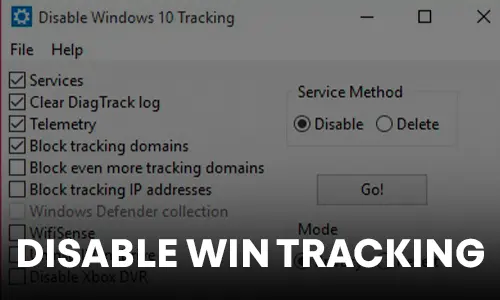 Disable Windows 10 Tracking
File Help
Services
Clear DiagTrack log
Telemetry
Block tracking domains
Block even more tracking domains
Block tracking IP addresses
Windows Defender collection
WifiSense
Disable Xbox DVR
Service Method
Disable Delete
Go!
Mode
DISABLE WIN TRACKING